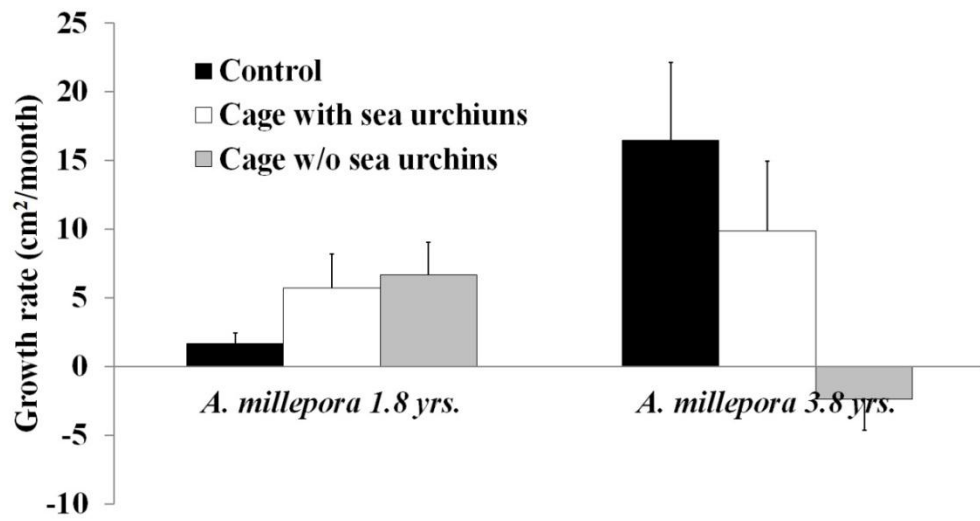 25
20
15
10
5
0
-5
-10
Growth rate (cm²/month)
Control
Cage with sea urchiuns
Cage w/o sea urchins
A. millepora 1.8 yrs.
A. millepora 3.8 yrs.